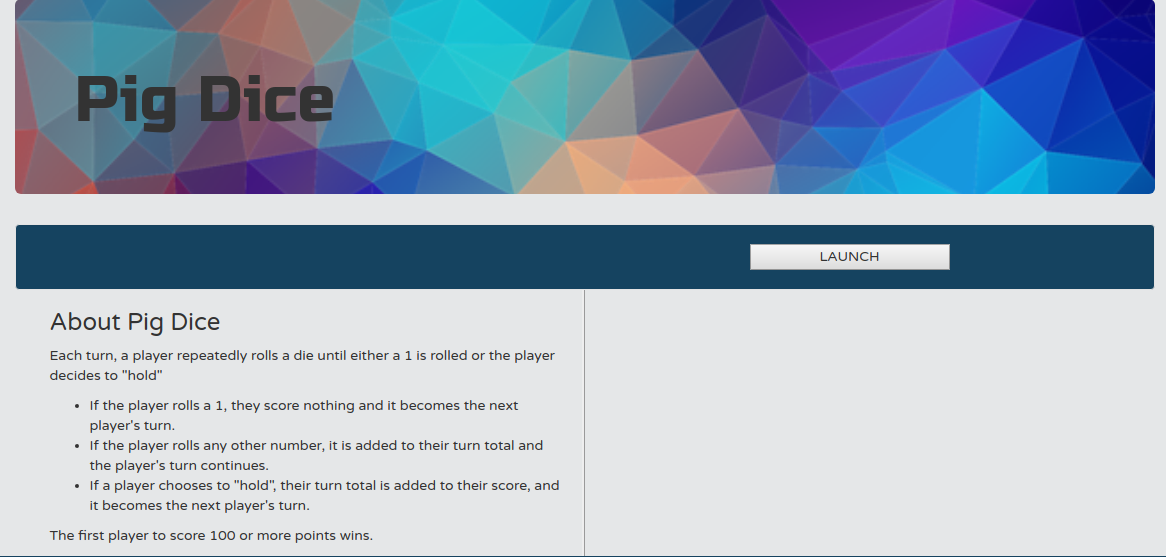 Pig Dice
LAUNCH
About Pig Dice
Each turn, a player repeatedly rolls a die until either a 1 is rolled or the player
decides to "hold"
• If the player rolls a 1, they score nothing and it becomes the next
player's turn.
• If the player rolls any other number, it is added to their turn total and
the player's turn continues.
• If a player chooses to "hold", their turn total is added to their score, and
it becomes the next player's turn.
The first player to score 100 or more points wins.